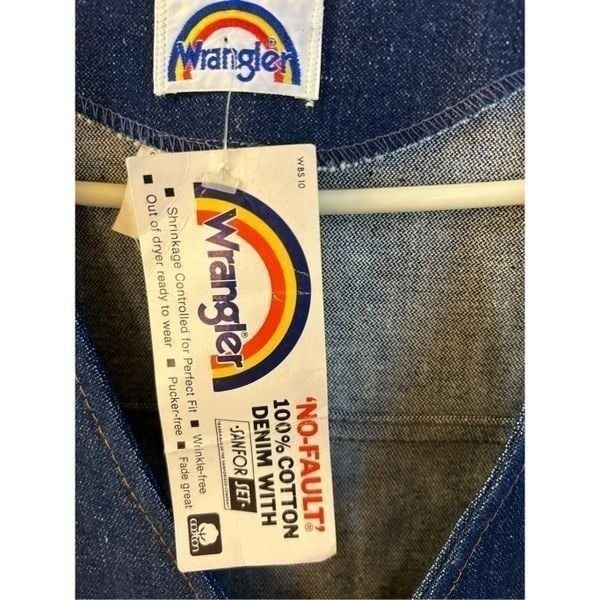 Wrangler
WBS 10
Wrangler®
'NO-FAULT'®
100% COTTON
DENIM WITH
•SANFOR SET•
■ Shrinkage Controlled for Perfect Fit ■ Wrinkle-free
■ Out of dryer ready to wear ■ Pucker-free ■ Fade great
cotton